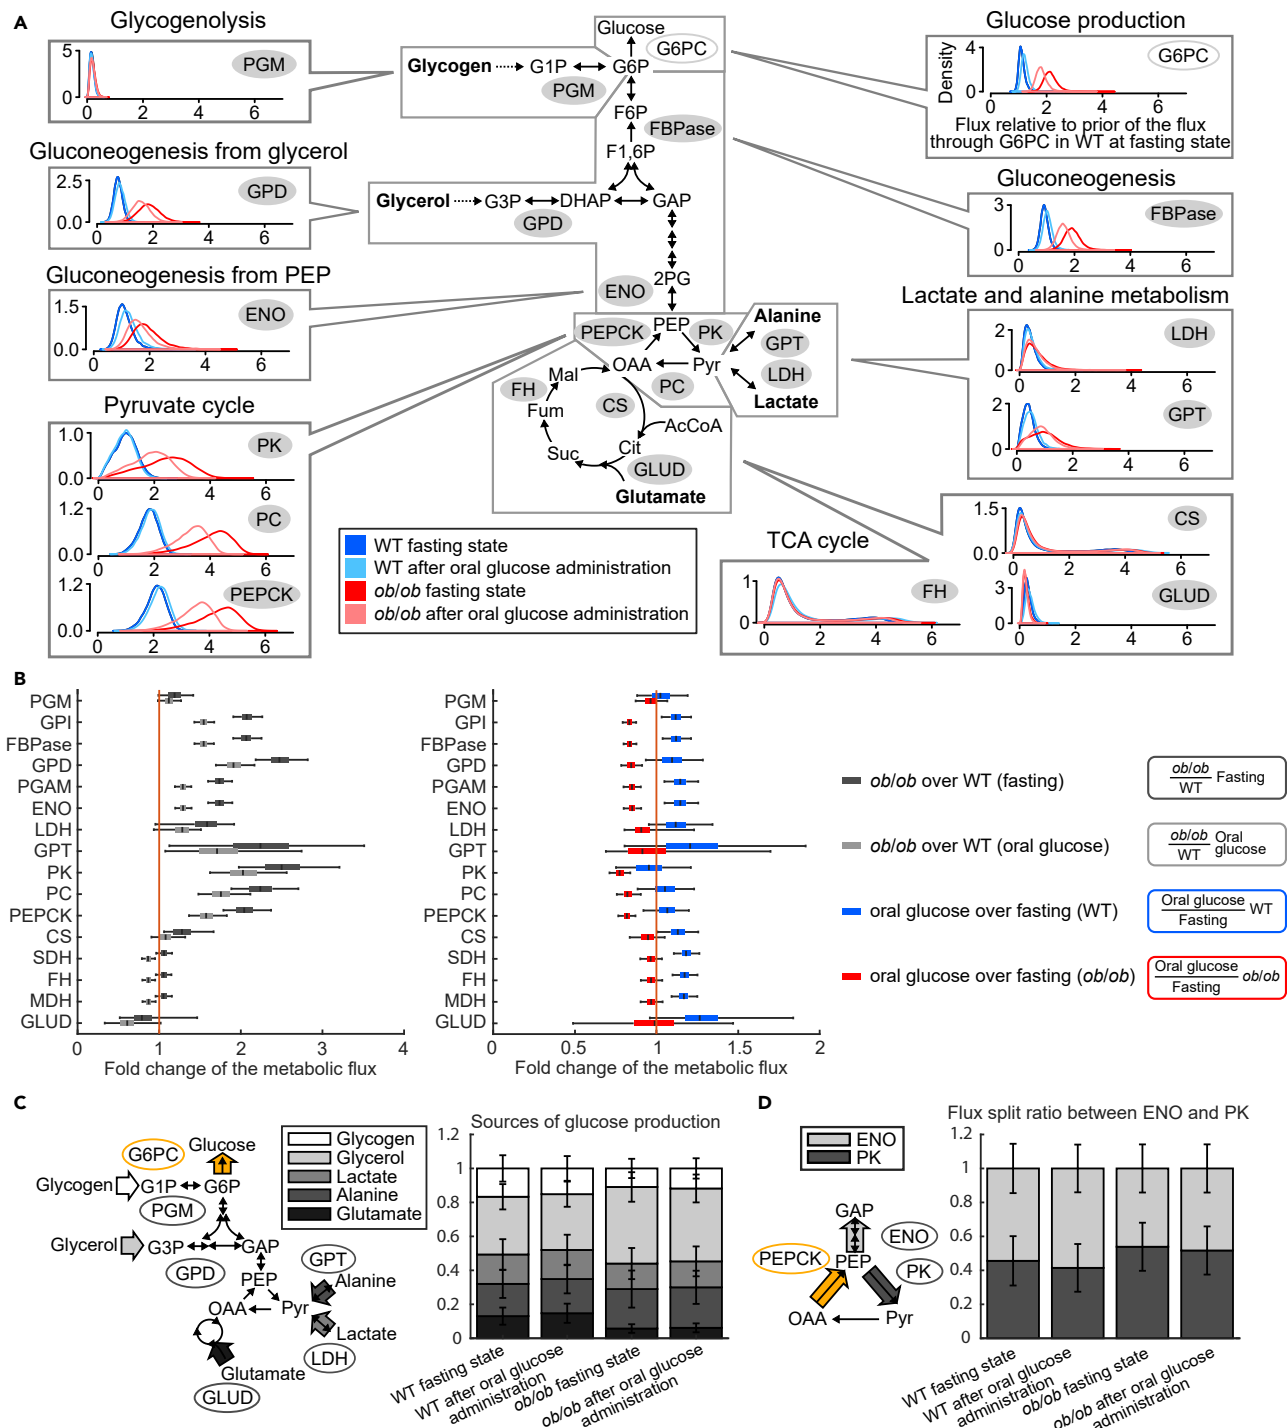 A
Glycogenolysis
5
0
0 2 4 6
PGM
Gluconeogenesis from glycerol
2.5
0.0
0 2 4 6
GPD
Gluconeogenesis from PEP
1.5
0.0
0 2 4 6
ENO
Pyruvate cycle
1.0
0.0
0 2 4 6
PK
1.2
0.0
0 2 4 6
PC
1.2
0.0
0 2 4 6
PEPCK
Glucose
G6PC
Glycogen G1P G6P
PGM
F6P
FBPase
F1,6P
Glycerol G3P DHAP GAP
GPD
2PG
ENO
PEPCK PEP PK
Alanine
GPT
OAA Pyr
LDH
PC
Lactate
Mal
FH
CS
Fum
AcCoA
Suc Cit
GLUD
Glutamate
WT fasting state
WT after oral glucose administration
ob/ob fasting state
ob/ob after oral glucose administration
Glucose production
4
0
Density
0 2 4 6
G6PC
Flux relative to prior of the flux
through G6PC in WT at fasting state
Gluconeogenesis
3
0
0 2 4 6
FBPase
Lactate and alanine metabolism
2
0
0 2 4 6
LDH
2
0
0 2 4 6
GPT
TCA cycle
1
0
0 2 4 6
FH
1.5
0.0
0 2 4 6
CS
3
0
0 2 4 6
GLUD
B
PGM
GPI
FBPase
GPD
PGAM
ENO
LDH
GPT
PK
PC
PEPCK
CS
SDH
FH
MDH
GLUD
0 1 2 3 4
Fold change of the metabolic flux
PGM
GPI
FBPase
GPD
PGAM
ENO
LDH
GPT
PK
PC
PEPCK
CS
SDH
FH
MDH
GLUD
0 0.5 1 1.5 2
Fold change of the metabolic flux
ob/ob over WT (fasting)
ob/ob
WT
Fasting
ob/ob over WT (oral glucose)
ob/ob
WT
Oral
glucose
oral glucose over fasting (WT)
Oral glucose
Fasting
WT
oral glucose over fasting (ob/ob)
Oral glucose
Fasting
ob/ob
C
Glucose
G6PC
Glycogen G1P G6P
PGM
Glycerol G3P GAP
GPD
GPT
PEP Alanine
OAA Pyr
Lactate
LDH
Glutamate
GLUD
Glycogen
Glycerol
Lactate
Alanine
Glutamate
Sources of glucose production
1.2
1
0.8
0.6
0.4
0.2
0
WT fasting state
WT after oral glucose
administration
ob/ob fasting state
ob/ob after oral glucose
administration
D
ENO
PK
GAP
ENO
PEPCK PEP
PK
OAA Pyr
Flux split ratio between ENO and PK
1.2
1
0.8
0.6
0.4
0.2
0
WT fasting state
WT after oral glucose
administration
ob/ob fasting state
ob/ob after oral glucose
administration